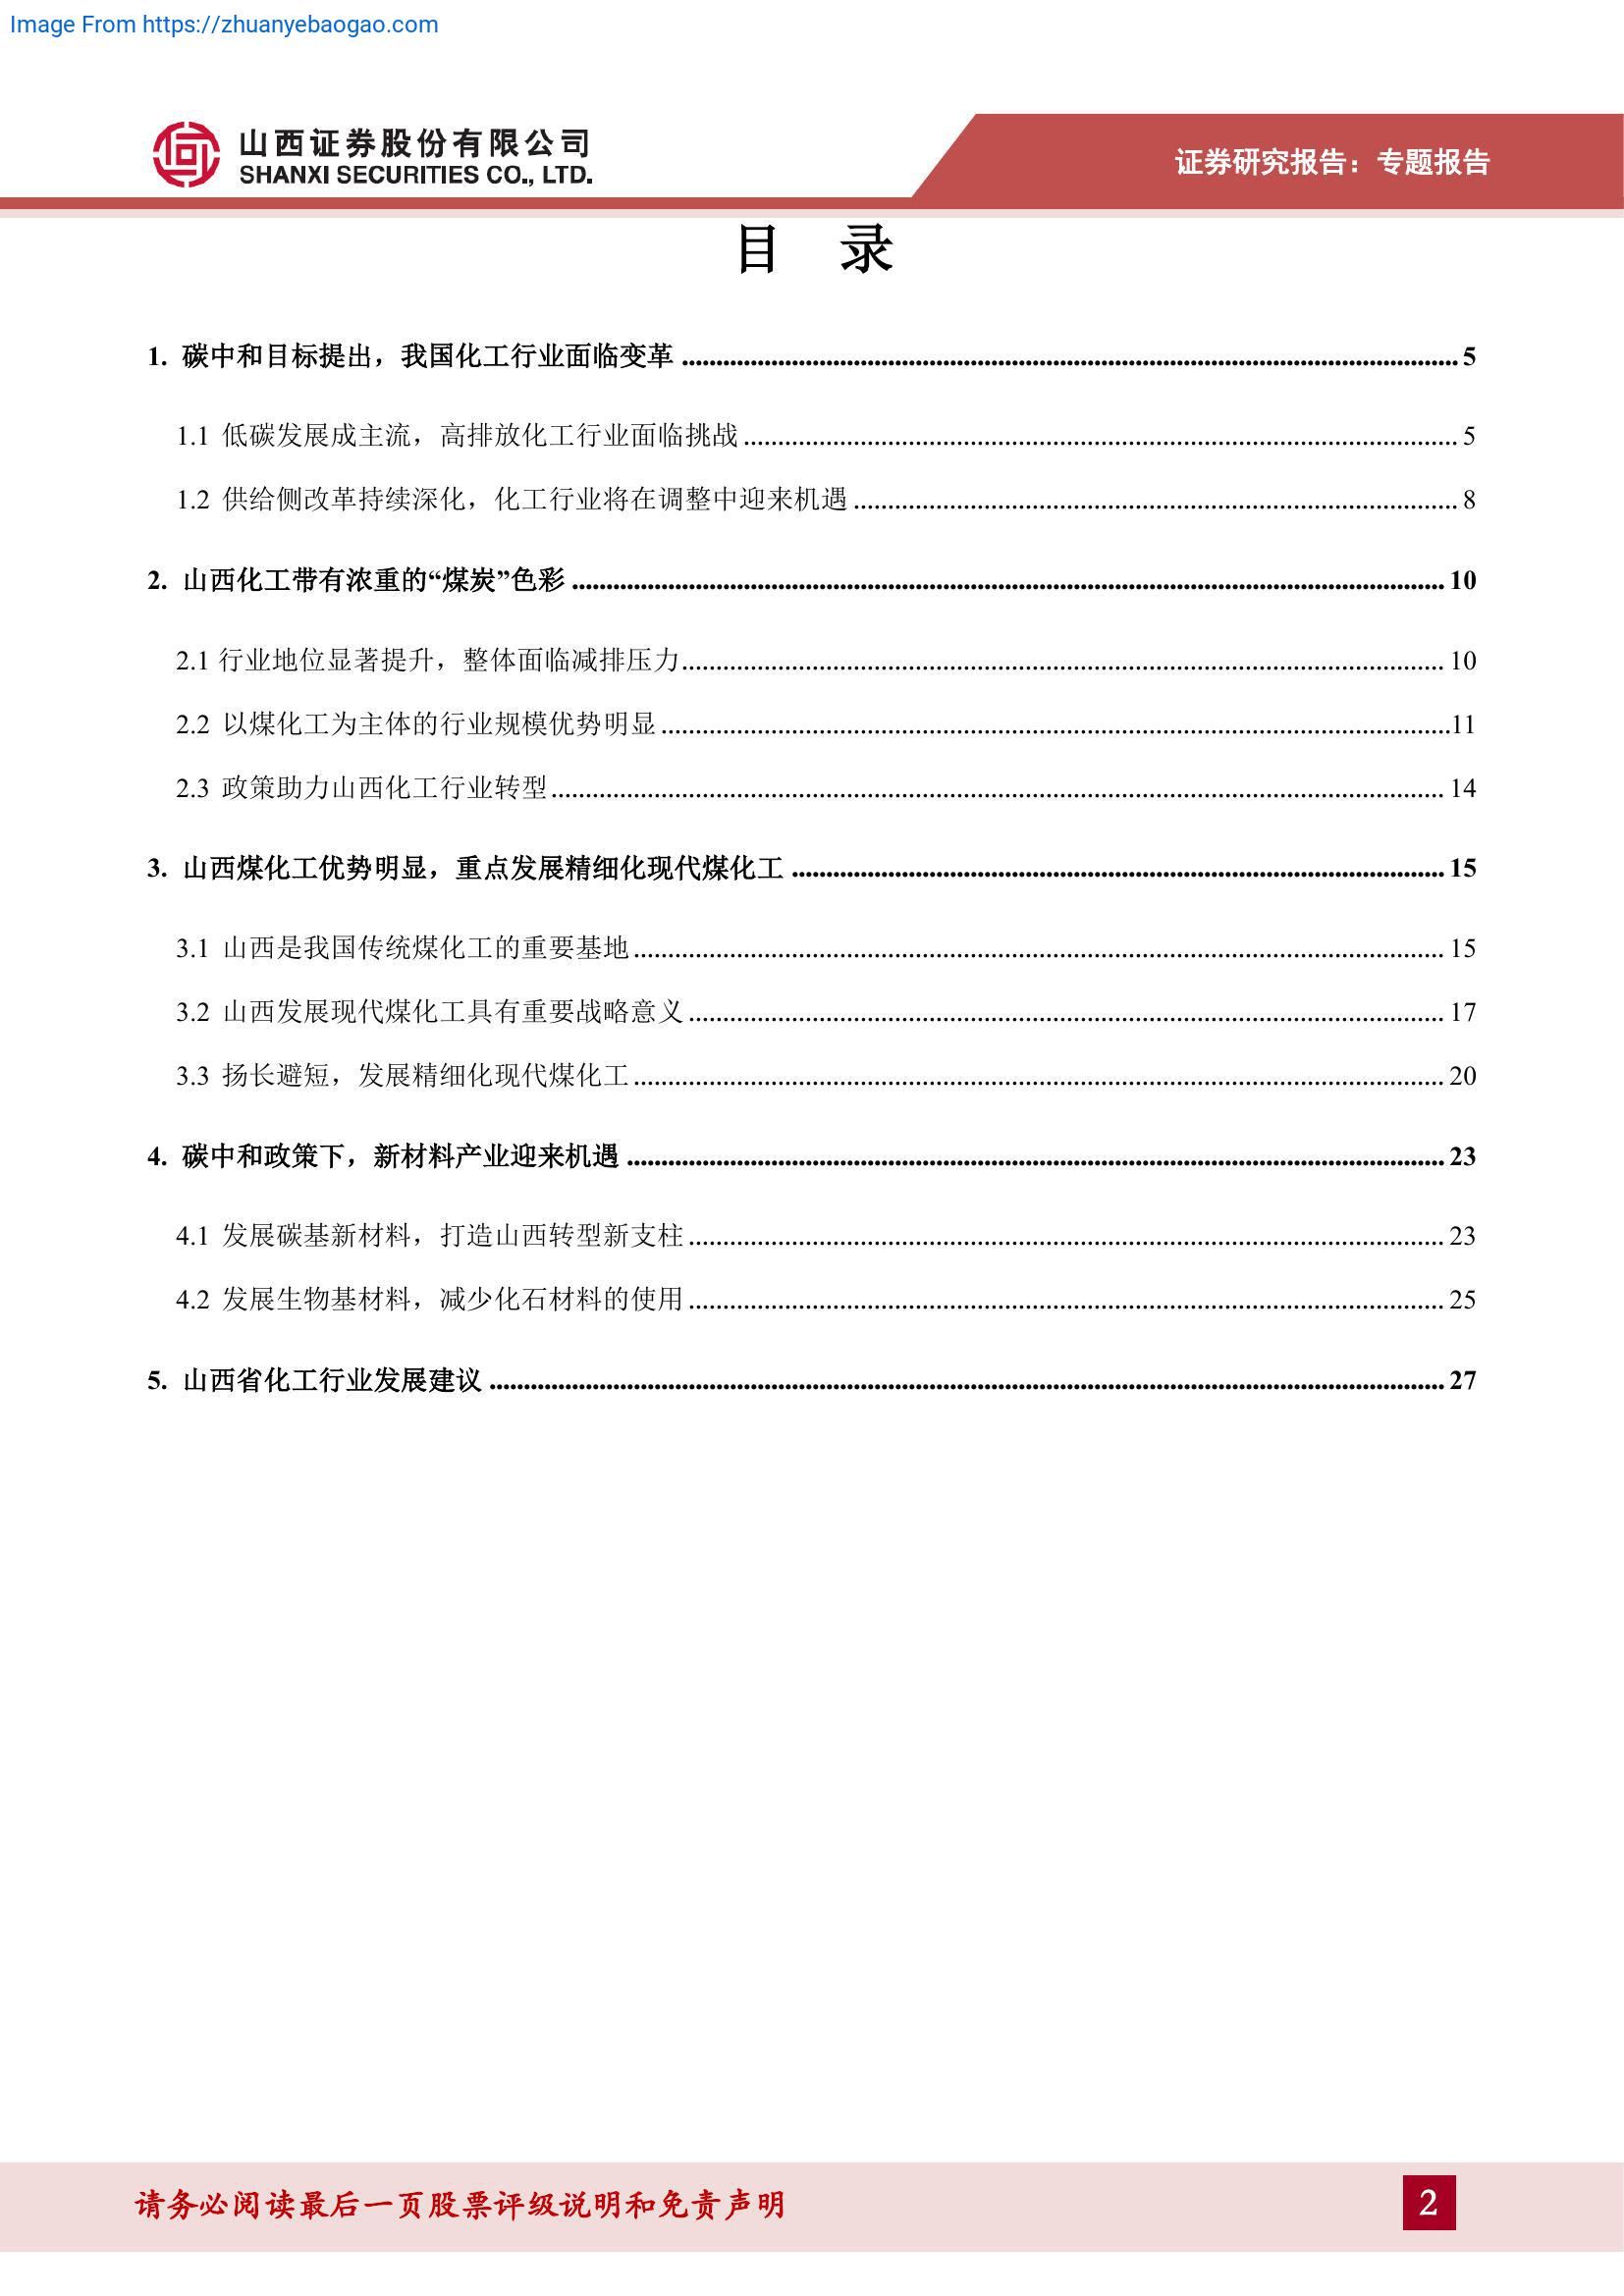 Image From https://zhuanyebaogao.com
山西证券股份有限公司
SHANXI SECURITIES CO., LTD.
证券研究报告：专题报告
目 录
1. 碳中和目标提出，我国化工行业面临变革 5
1.1 低碳发展成主流，高排放化工行业面临挑战 5
1.2 供给侧改革持续深化，化工行业将在调整中迎来机遇 8
2. 山西化工带有浓重的“煤炭”色彩 10
2.1 行业地位显著提升，整体面临减排压力 10
2.2 以煤化工为主体的行业规模优势明显 11
2.3 政策助力山西化工行业转型 14
3. 山西煤化工优势明显，重点发展精细化现代煤化工 15
3.1 山西是我国传统煤化工的重要基地 15
3.2 山西发展现代煤化工具有重要战略意义 17
3.3 扬长避短，发展精细化现代煤化工 20
4. 碳中和政策下，新材料产业迎来机遇 23
4.1 发展碳基新材料，打造山西转型新支柱 23
4.2 发展生物基材料，减少化石材料的使用 25
5. 山西省化工行业发展建议 27
请务必阅读最后一页股票评级说明和免责声明
2